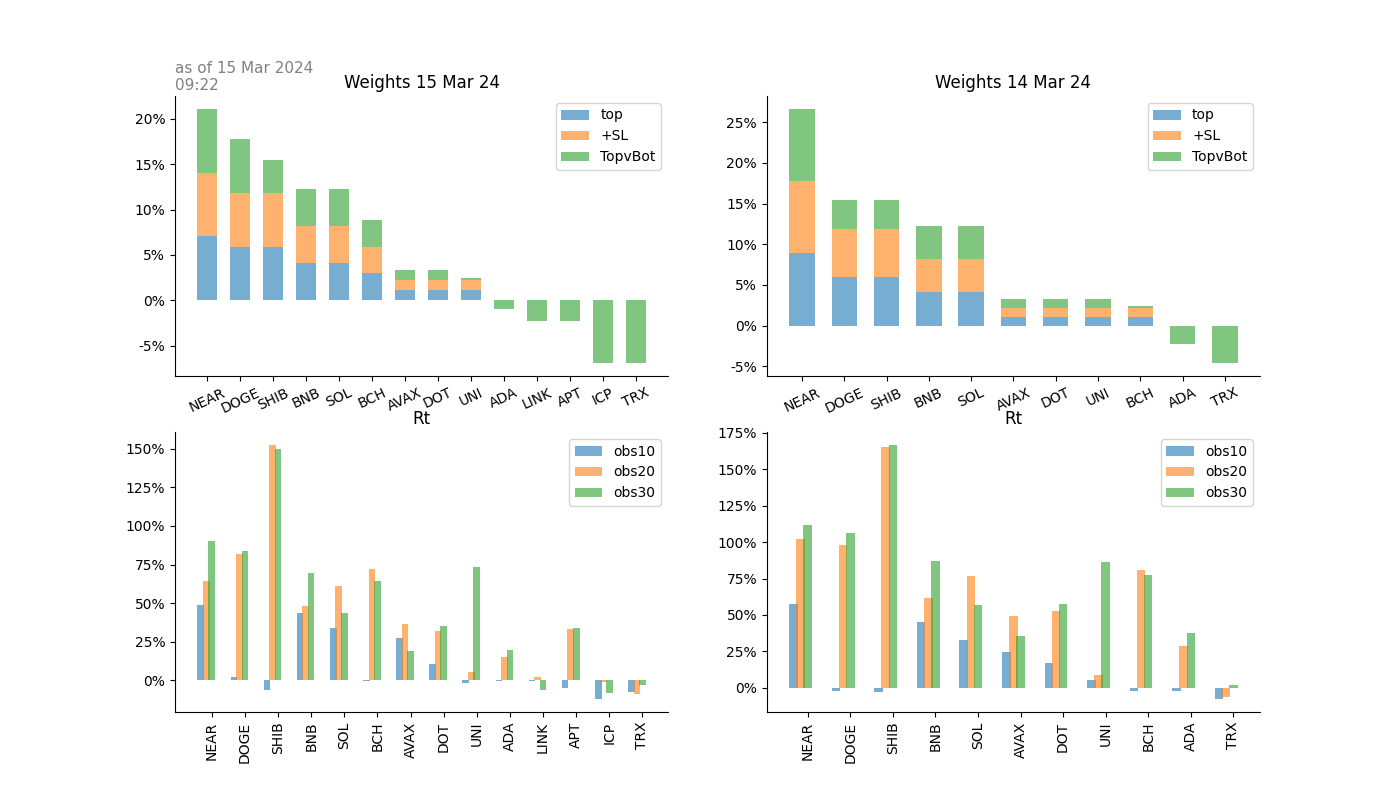 as of 15 Mar 2024
09:22
Weights 15 Mar 24
20%
15%
10%
5%
0%
-5%
top
+SL
TopvBot
NEAR DOGE SHIB BNB SOL BCH AVAX DOT UNI ADA LINK APT ICP TRX
Weights 14 Mar 24
25%
20%
15%
10%
5%
0%
-5%
top
+SL
TopvBot
NEAR DOGE SHIB BNB SOL AVAX DOT UNI BCH ADA TRX
Rt
150%
125%
100%
75%
50%
25%
0%
obs10
obs20
obs30
NEAR DOGE SHIB BNB SOL BCH AVAX DOT UNI ADA LINK APT ICP TRX
Rt
175%
150%
125%
100%
75%
50%
25%
0%
obs10
obs20
obs30
NEAR DOGE SHIB BNB SOL AVAX DOT UNI BCH ADA TRX